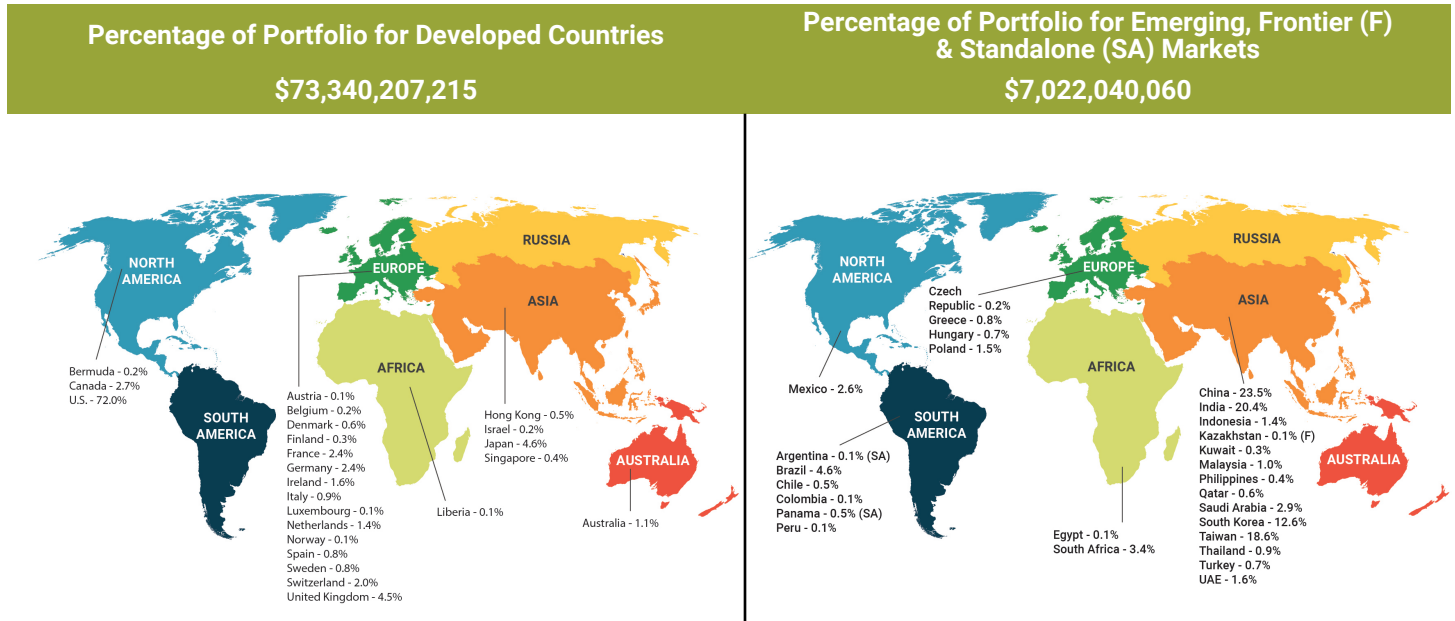 Percentage of Portfolio for Developed Countries
$73,340,207,215
NORTH
AMERICA
EUROPE
RUSSIA
ASIA
AFRICA
SOUTH
AMERICA
AUSTRALIA
Bermuda - 0.2%
Canada - 2.7%
U.S. - 72.0%
Austria - 0.1%
Belgium - 0.2%
Denmark - 0.6%
Finland - 0.3%
France - 2.4%
Germany - 2.4%
Ireland - 1.6%
Italy - 0.9%
Luxembourg - 0.1%
Netherlands - 1.4%
Norway - 0.1%
Spain - 0.8%
Sweden - 0.8%
Switzerland - 2.0%
United Kingdom - 4.5%
Liberia - 0.1%
Hong Kong - 0.5%
Israel - 0.2%
Japan - 4.6%
Singapore - 0.4%
Australia - 1.1%
Percentage of Portfolio for Emerging, Frontier (F)
& Standalone (SA) Markets
$7,022,040,060
NORTH
AMERICA
EUROPE
RUSSIA
ASIA
AFRICA
SOUTH
AMERICA
AUSTRALIA
Mexico - 2.6%
Czech
Republic - 0.2%
Greece - 0.8%
Hungary - 0.7%
Poland - 1.5%
Argentina - 0.1% (SA)
Brazil - 4.6%
Chile - 0.5%
Colombia - 0.1%
Panama - 0.5% (SA)
Peru - 0.1%
Egypt - 0.1%
South Africa - 3.4%
China - 23.5%
India - 20.4%
Indonesia - 1.4%
Kazakhstan - 0.1% (F)
Kuwait - 0.3%
Malaysia - 1.0%
Philippines - 0.4%
Qatar - 0.6%
Saudi Arabia - 2.9%
South Korea - 12.6%
Taiwan - 18.6%
Thailand - 0.9%
Turkey - 0.7%
UAE - 1.6%